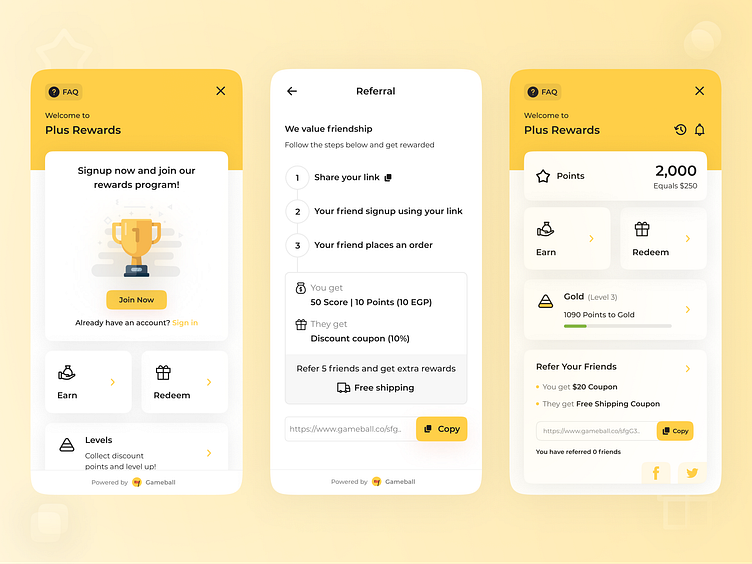 ? FAQ
Welcome to
Plus Rewards
Signup now and join our
rewards program!
1
Join Now
Already have an account? Sign in
Earn
Redeem
Levels
Collect discount
points and level up!
Powered by Gameball
Referral
We value friendship
Follow the steps below and get rewarded
1 Share your link
2 Your friend signup using your link
3 Your friend places an order
You get
50 Score | 10 Points (10 EGP)
They get
Discount coupon (10%)
Refer 5 friends and get extra rewards
Free shipping
https://www.gameball.co/sfg.. Copy
Powered by Gameball
? FAQ
Welcome to
Plus Rewards
Points 2,000
Equals $250
Earn
Redeem
Gold (Level 3)
1090 Points to Gold
Refer Your Friends
You get $20 Coupon
They get Free Shipping Coupon
https://www.gameball.co/sfgG3.. Copy
You have referred 0 friends